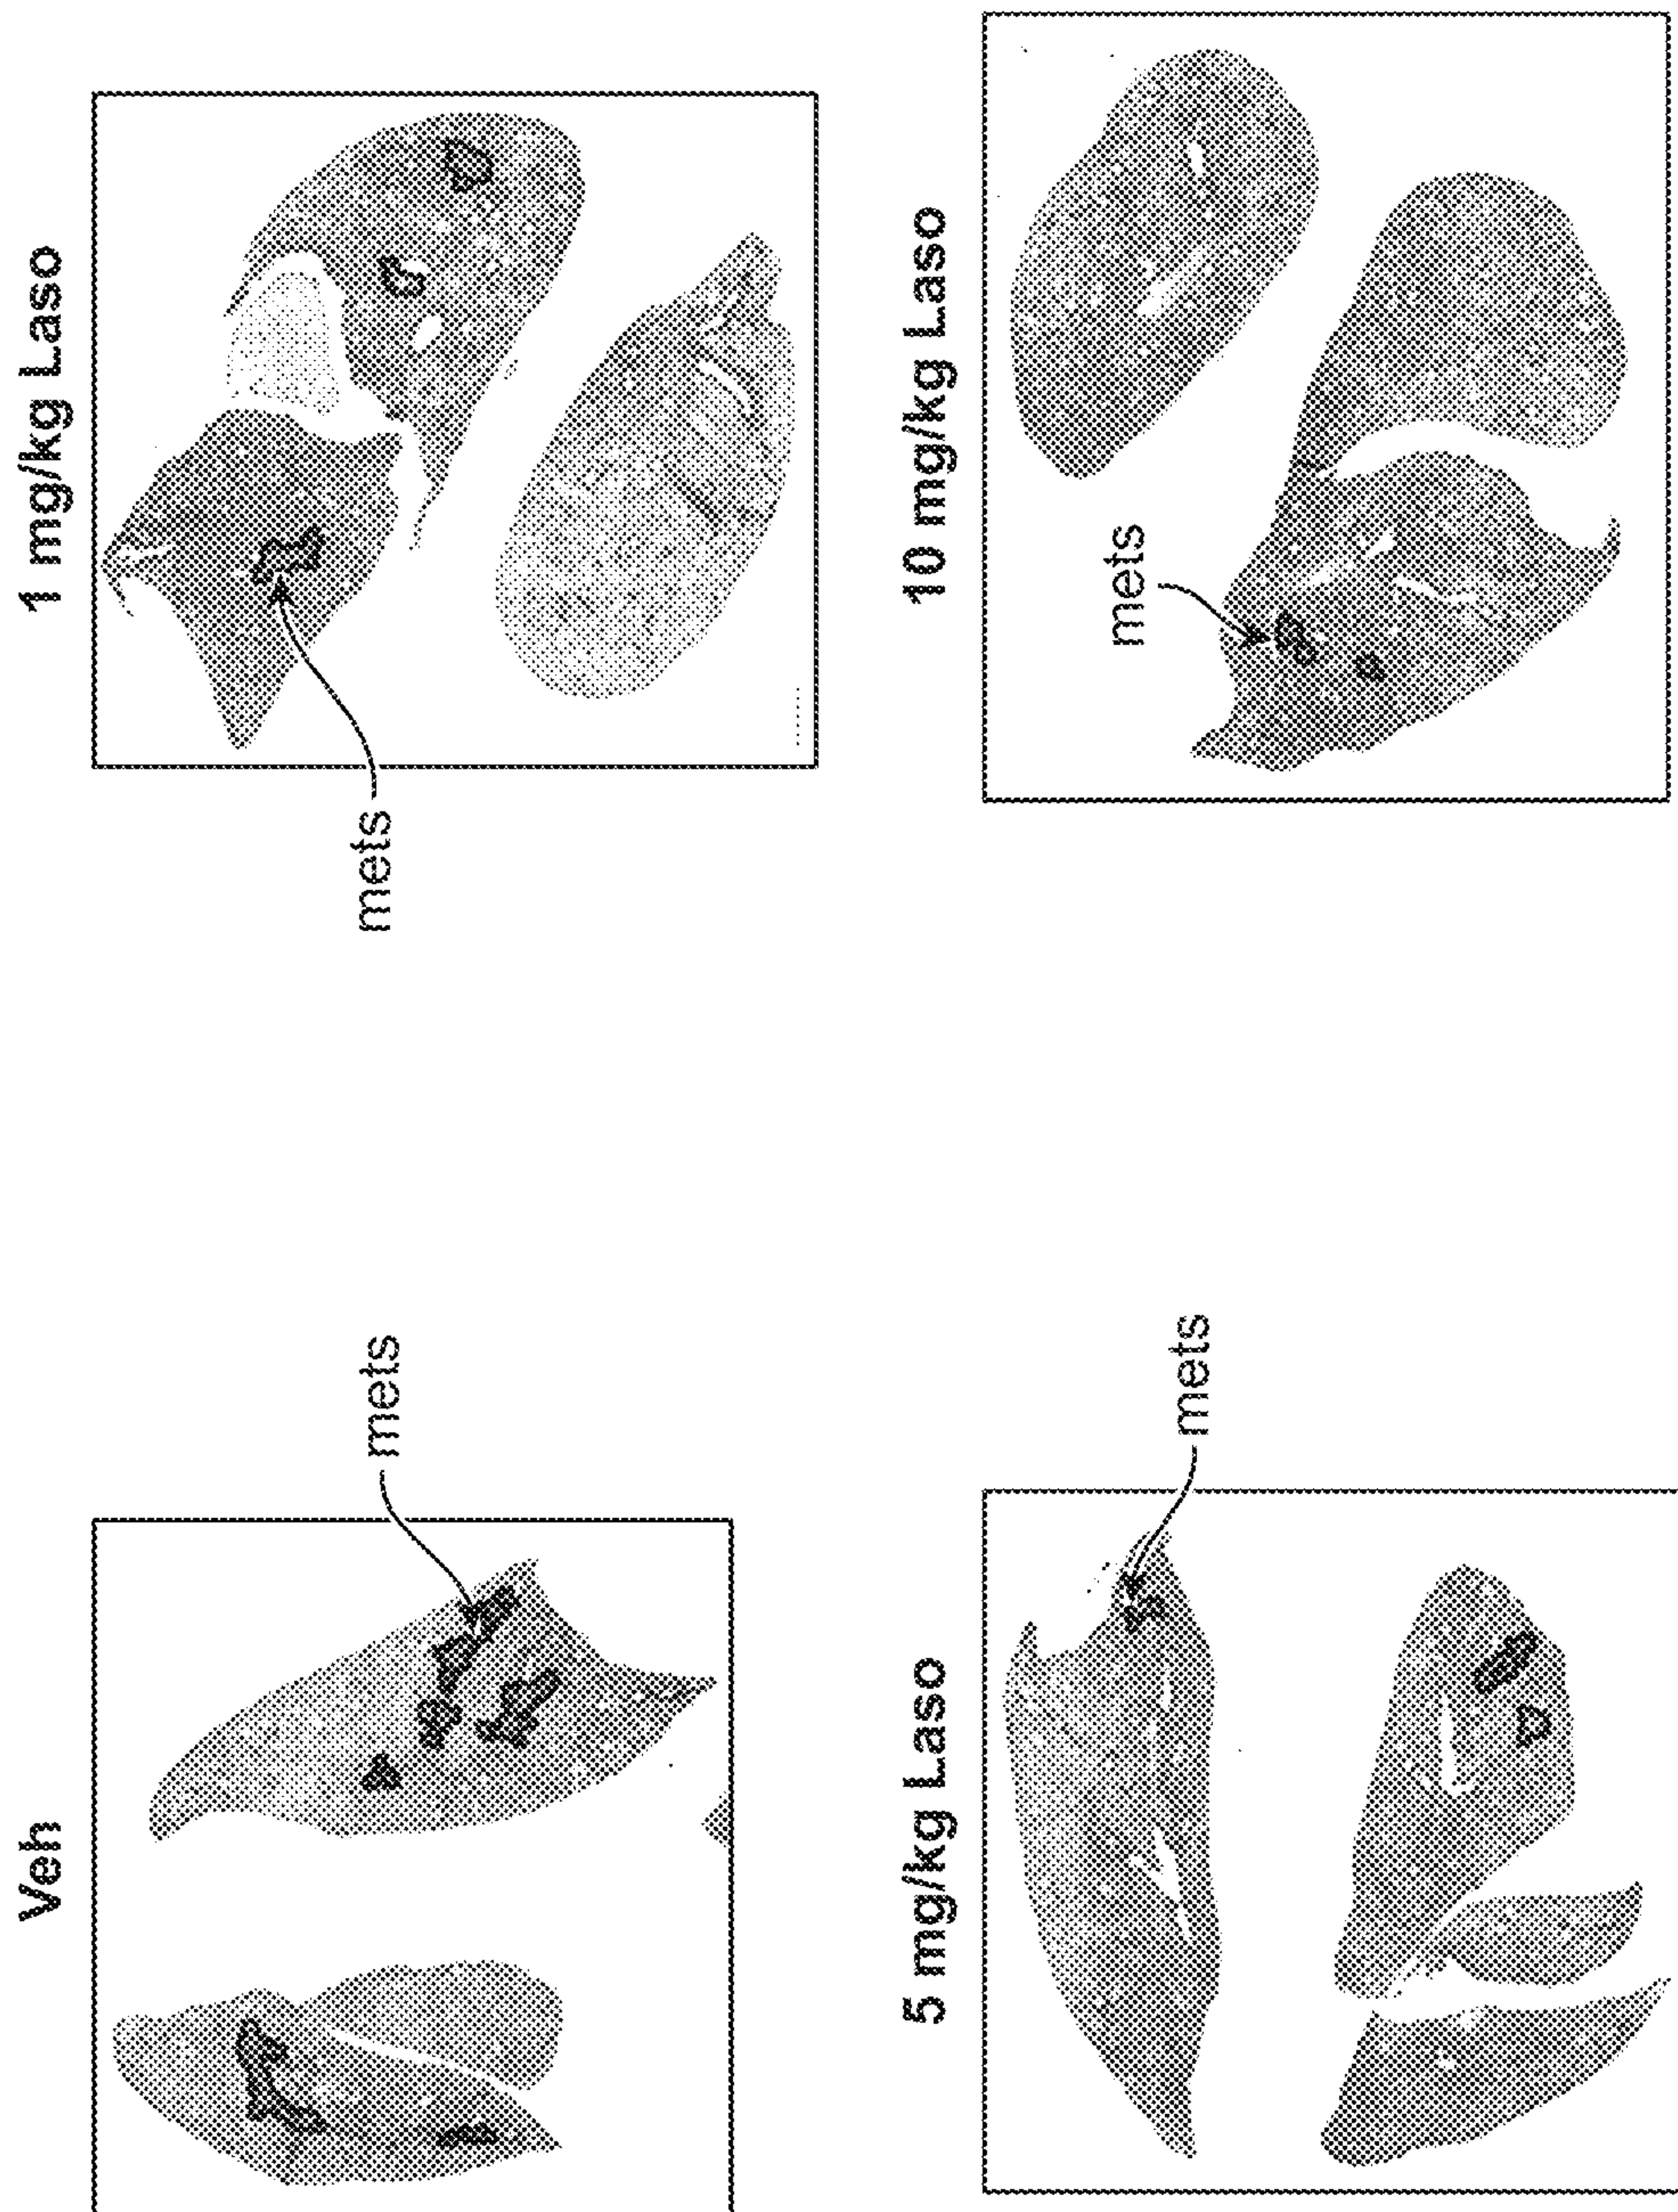 Veh
mets
1 mg/kg Laso
mets
5 mg/kg Laso
mets
10 mg/kg Laso
mets